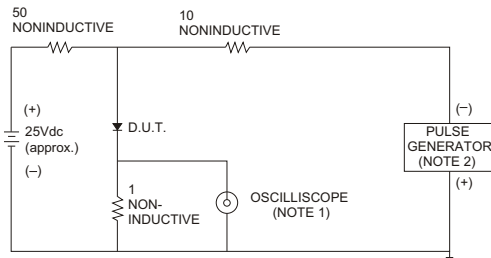 50
NONINDUCTIVE
10
NONINDUCTIVE
(+)
25Vdc
(approx.)
(–)
D.U.T.
1
NON-
INDUCTIVE
OSCILLISCOPE
(NOTE 1)
(–)
PULSE
GENERATOR
(NOTE 2)
(+)